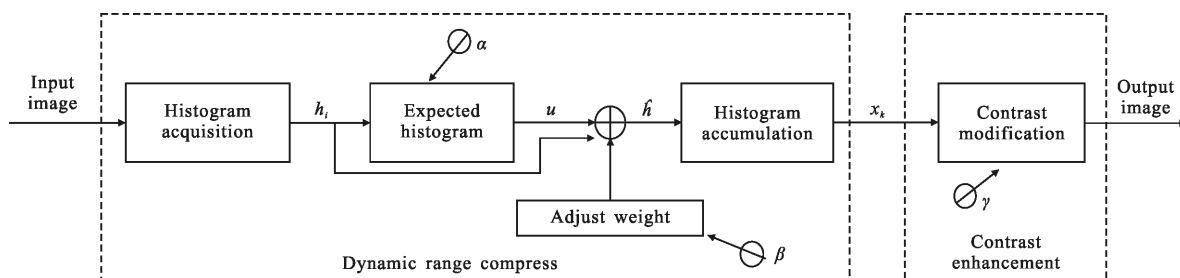 Input
image
Histogram
acquisition
h_i
α
Expected
histogram
u
ĥ
Histogram
accumulation
x_k
Contrast
modification
Output
image
γ
Adjust weight
β
Dynamic range compress
Contrast
enhancement